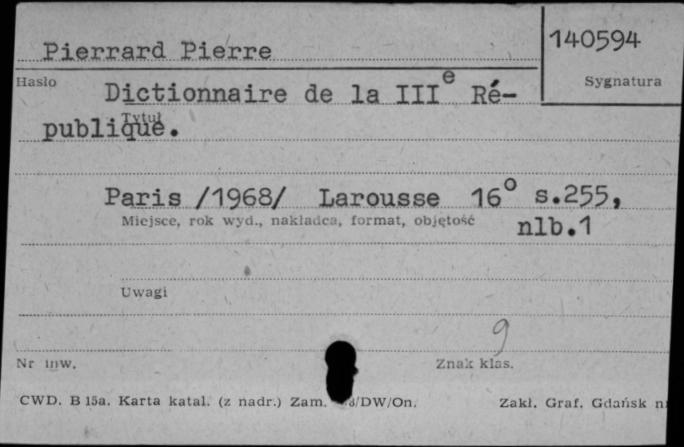 Pierrard Pierre
140594
Hasło
Sygnatura
Dictionnaire de la IIIe Ré-
publique.
Tytuł
Paris /1968/ Larousse 16° s.255,
Miejsce, rok wyd., nakładca, format, objętość
nlb.1
Uwagi
9
Nr inw.
Znak klas.
CWD. B 15a. Karta katal. (z nadr.) Zam. /DW/On.
Zakł. Graf. Gdańsk